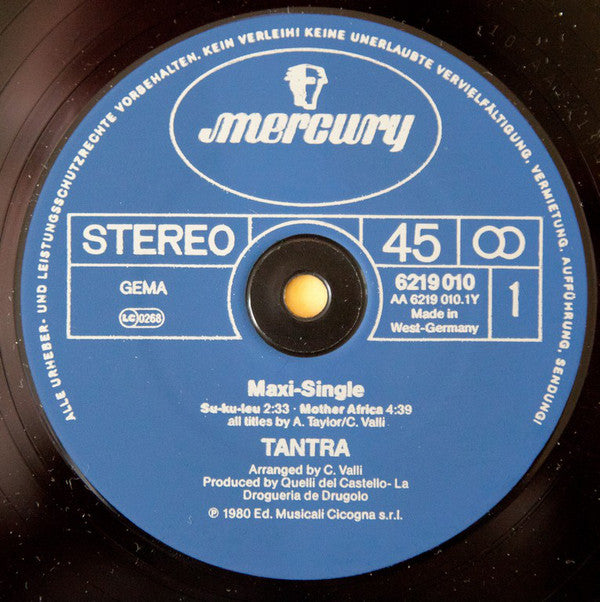 ALLE URHEBER- UND LEISTUNGSSCHUTZRECHTE VORBEHALTEN. KEIN VERLEIH! KEINE UNERLAUBTE VERVIELFÄLTIGUNG, VERMIETUNG, AUFFÜHRUNG, SENDUNG!
mercury
STEREO
45
GEMA
LC 0268
6219 010
AA 6219 010.1Y
Made in
West-Germany
1
Maxi-Single
Su-ku-leu 2:33 · Mother Africa 4:39
all titles by A. Taylor/C. Valli
TANTRA
Arranged by C. Valli
Produced by Quelli del Castello- La
Drogueria de Drugolo
℗ 1980 Ed. Musicali Cicogna s.r.l.